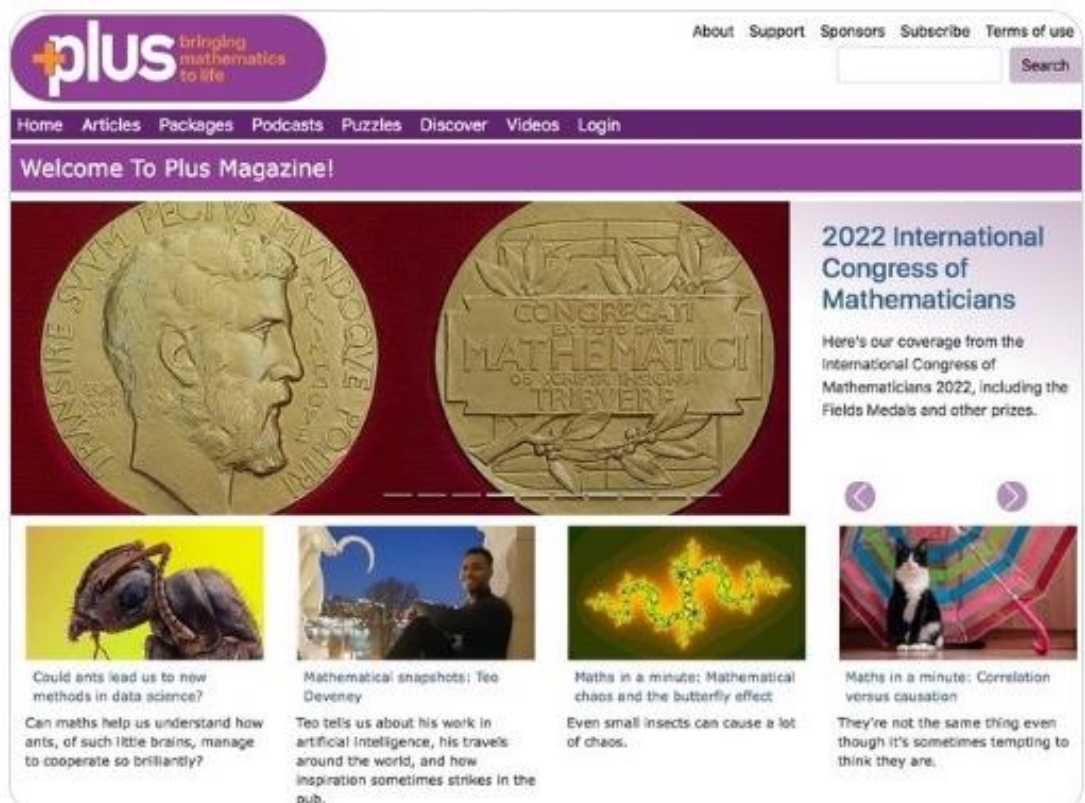 +plus
bringing
mathematics
to life
About Support Sponsors Subscribe Terms of use
Search
Home Articles Packages Podcasts Puzzles Discover Videos Login
Welcome To Plus Magazine!
TRANSIRE SVVM PECTVS MVNDOQVE POTIRI
CONGREGATI
EX TOTO ORBE
MATHEMATICI
OB SCRIPTA INSIGNIA
TRIBVERE
2022 International
Congress of
Mathematicians
Here's our coverage from the
International Congress of
Mathematicians 2022, including the
Fields Medals and other prizes.
Could ants lead us to new
methods in data science?
Can maths help us understand how
ants, of such little brains, manage
to cooperate so brilliantly?
Mathematical snapshots: Teo
Deveney
Teo tells us about his work in
artificial intelligence, his travels
around the world, and how
inspiration sometimes strikes in the
pub.
Maths in a minute: Mathematical
chaos and the butterfly effect
Even small insects can cause a lot
of chaos.
Maths in a minute: Correlation
versus causation
They're not the same thing even
though it's sometimes tempting to
think they are.